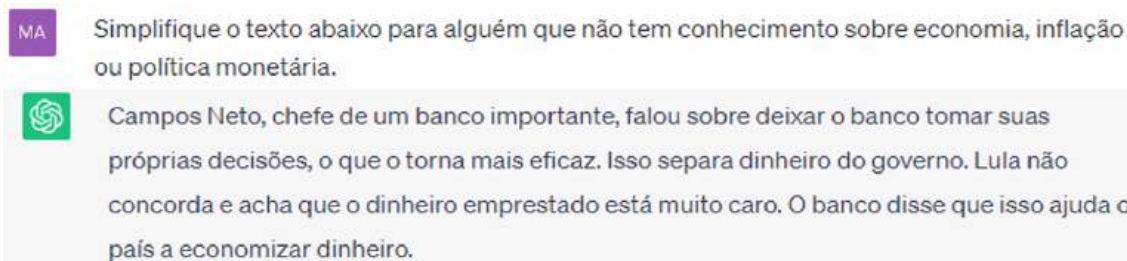 MA
Simplifique o texto abaixo para alguém que não tem conhecimento sobre economia, inflação
ou política monetária.
Campos Neto, chefe de um banco importante, falou sobre deixar o banco tomar suas
próprias decisões, o que o torna mais eficaz. Isso separa dinheiro do governo. Lula não
concorda e acha que o dinheiro emprestado está muito caro. O banco disse que isso ajuda o
país a economizar dinheiro.